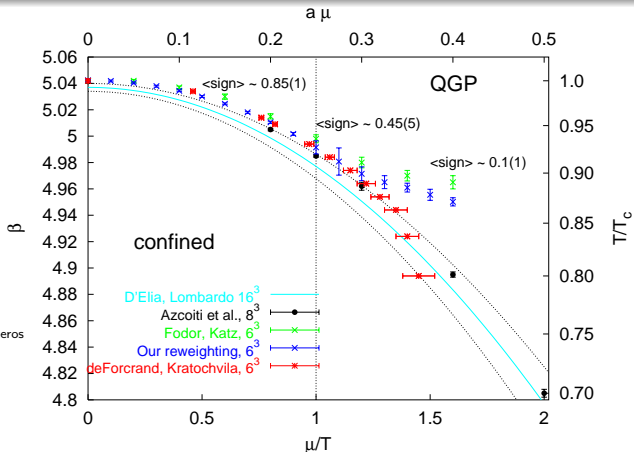 a μ
0 0.1 0.2 0.3 0.4 0.5
5.06
5.04
5.02
5
4.98
4.96
4.94
4.92
4.9
4.88
4.86
4.84
4.82
4.8
β
1.0
0.95
0.90
0.85
0.80
0.75
0.70
T/T_c
QGP
<sign> ~ 0.85(1)
<sign> ~ 0.45(5)
<sign> ~ 0.1(1)
confined
D'Elia, Lombardo 16^3
Azcoiti et al., 8^3
Fodor, Katz, 6^3
Our reweighting, 6^3
deForcrand, Kratochvila, 6^3
eros
0 0.5 1 1.5 2
μ/T